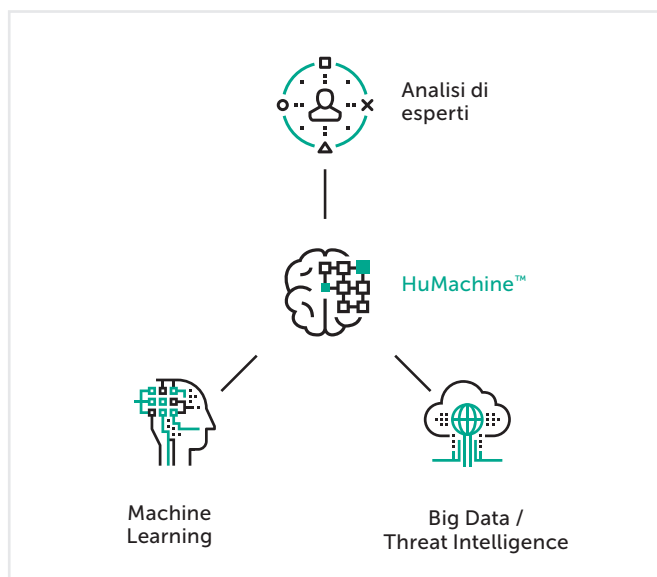 Analisi di
esperti
HuMachine™
Machine
Learning
Big Data /
Threat Intelligence